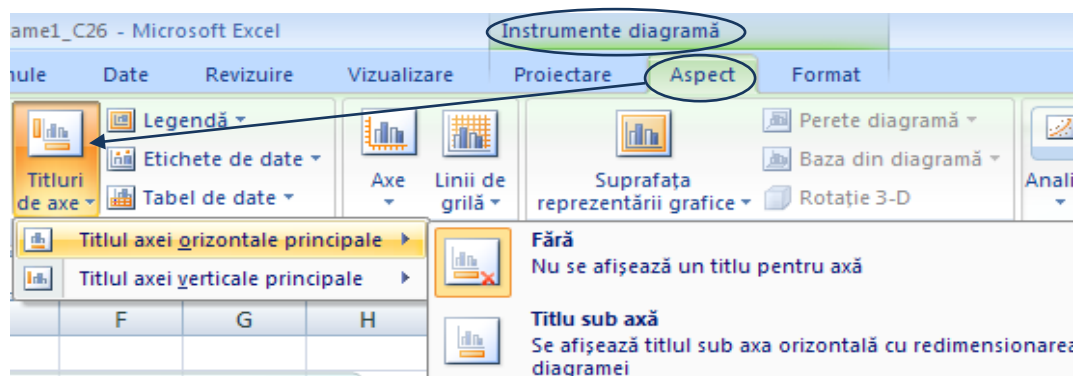 ame1_C26 - Microsoft Excel
Instrumente diagramă
Date
Revizuire
Vizualizare
Proiectare
Aspect
Format
Legendă
Etichete de date
Tabel de date
Titluri
de axe
Axe
Linii de
grilă
Suprafața
reprezentării grafice
Perete diagramă
Baza din diagramă
Rotație 3-D
Titlul axei orizontale principale
Titlul axei verticale principale
Fără
Nu se afișează un titlu pentru axă
Titlu sub axă
Se afișează titlul sub axa orizontală cu redimensionarea
diagramei
F
G
H